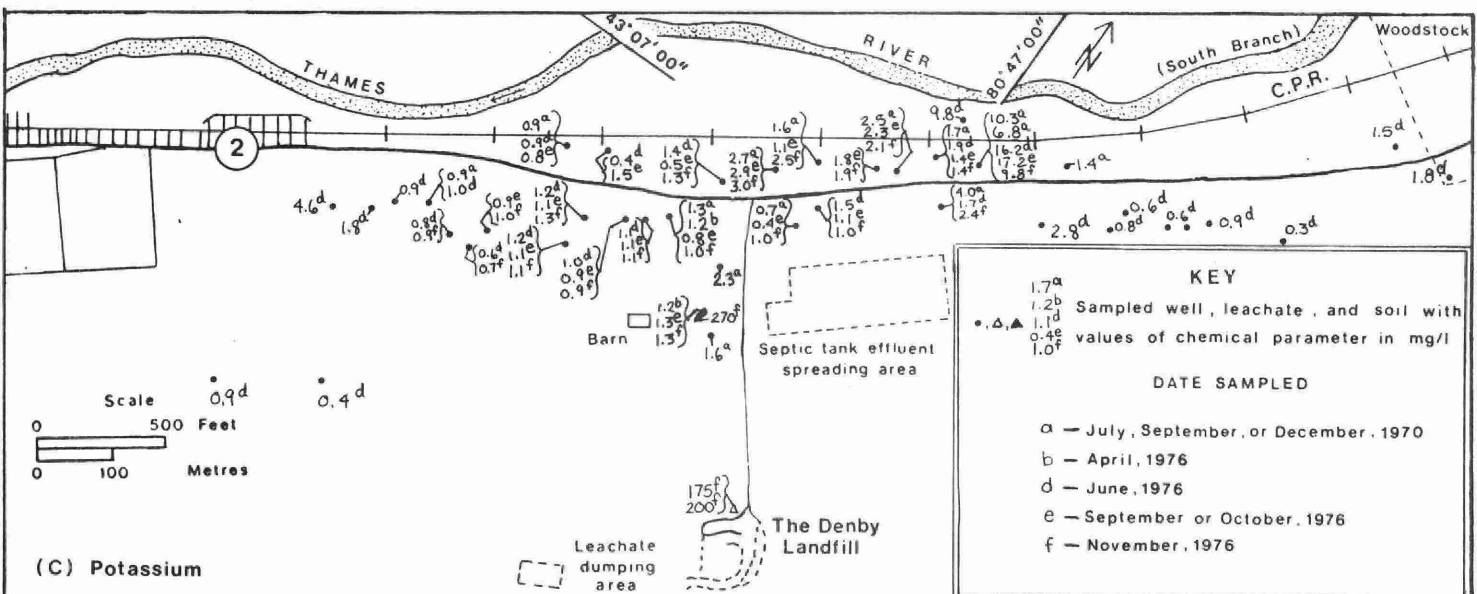 43°07'00"
80°47'00"
N
THAMES
RIVER
(South Branch)
Woodstock
C.P.R.
2
0.9ᵃ
0.9ᵈ
0.8ᵉ
0.4ᵈ
1.5ᵉ
1.4ᵈ
0.5ᵉ
1.3ᶠ
2.7ᵃ
2.9ᵉ
3.0ᶠ
1.6ᵃ
1.1ᵉ
2.5ᶠ
1.8ᵉ
1.9ᶠ
2.5ᵃ
2.3ᵉ
2.1ᶠ
9.8ᵈ
1.7ᵃ
1.9ᵈ
1.4ᵉ
1.4ᶠ
10.3ᵃ
6.8ᵃ
16.2ᵈ
17.2ᵉ
9.8ᶠ
1.4ᵃ
1.5ᵈ
1.8ᵈ
4.6ᵈ
1.8ᵈ
0.9ᵈ
0.9ᵃ
1.0ᵈ
0.8ᵈ
0.9ᶠ
0.9ᵉ
1.0ᶠ
0.6ᵈ
0.7ᶠ
1.2ᵈ
1.1ᵉ
1.3ᶠ
1.2ᵈ
1.1ᵉ
1.1ᶠ
1.0ᵈ
0.9ᵉ
0.9ᶠ
1.1ᵈ
1.1ᵉ
1.1ᶠ
1.3ᵃ
1.2ᵇ
0.8ᵉ
1.0ᶠ
0.7ᵃ
0.4ᵉ
1.0ᶠ
1.5ᵈ
1.1ᵉ
1.0ᶠ
4.0ᵃ
1.7ᵈ
2.4ᶠ
2.8ᵈ
0.8ᵈ
0.6ᵈ
0.6ᵈ
0.9ᵈ
0.3ᵈ
2.3ᵃ
1.2ᵇ
1.3ᵉ
1.3ᶠ
270ᶠ
1.6ᵃ
Barn
Septic tank effluent
spreading area
0.9ᵈ
0.4ᵈ
Scale
0 500 Feet
0 100 Metres
175ᶠ
200ᶠ
The Denby
Landfill
Leachate
dumping
area
(C) Potassium
KEY
1.7ᵃ
1.2ᵇ
1.1ᵈ
0.4ᵉ
1.0ᶠ
•, △, ▲
Sampled well, leachate, and soil with
values of chemical parameter in mg/l
DATE SAMPLED
a — July, September, or December, 1970
b — April, 1976
d — June, 1976
e — September or October, 1976
f — November, 1976